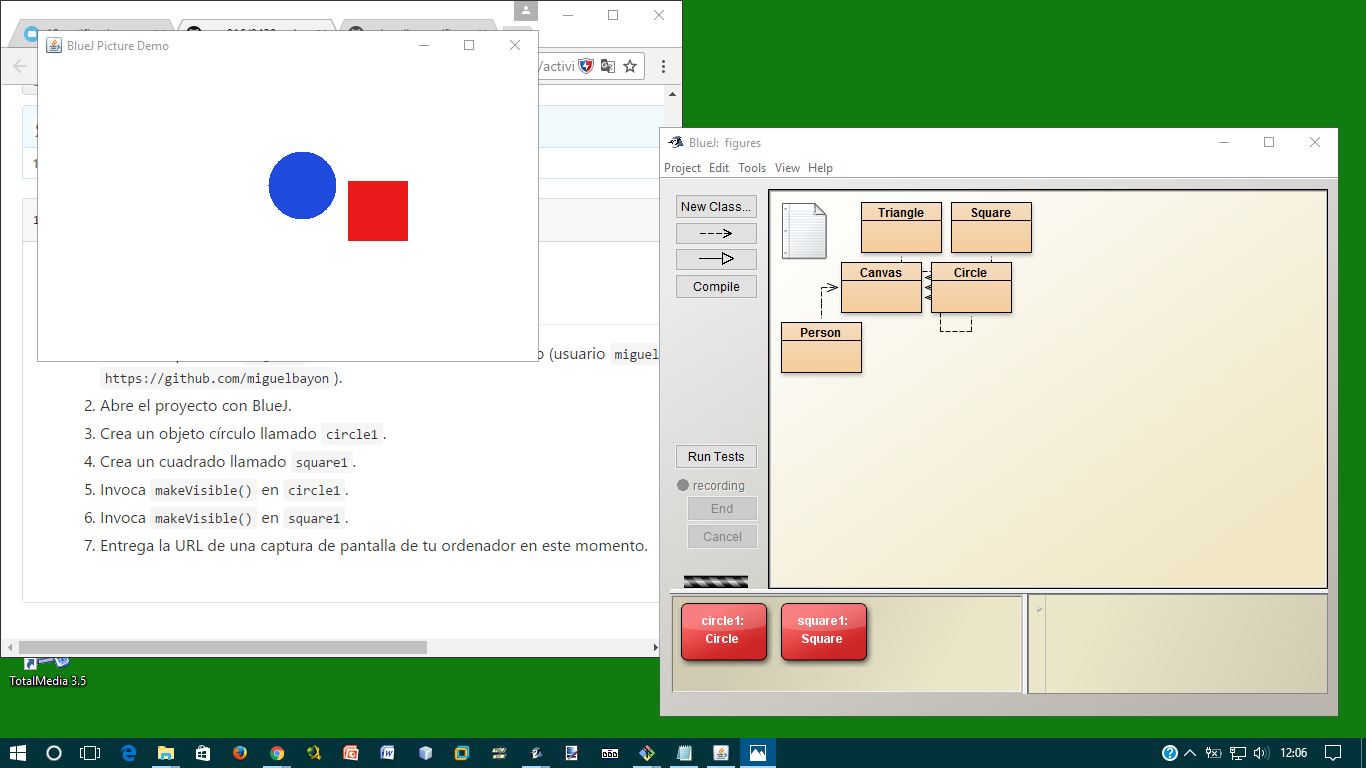 BlueJ Picture Demo
/activi
(usuario miguel
https://github.com/miguelbayon ).
2. Abre el proyecto con BlueJ.
3. Crea un objeto círculo llamado circle1 .
4. Crea un cuadrado llamado square1 .
5. Invoca makeVisible() en circle1 .
6. Invoca makeVisible() en square1 .
7. Entrega la URL de una captura de pantalla de tu ordenador en este momento.
BlueJ: figures
Project Edit Tools View Help
New Class...
Compile
Run Tests
recording
End
Cancel
Triangle
Square
Canvas
Circle
Person
circle1:
Circle
square1:
Square
TotalMedia 3.5
12:06